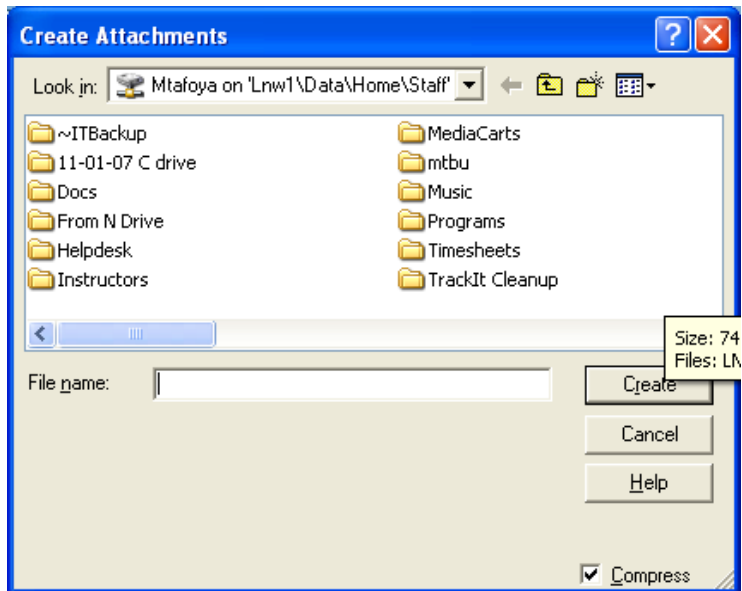 Create Attachments
Look in: Mtafoya on 'Lnw1\Data\Home\Staff'
~ITBackup
11-01-07 C drive
Docs
From N Drive
Helpdesk
Instructors
MediaCarts
mtbu
Music
Programs
Timesheets
TrackIt Cleanup
Size: 74
Files: LN
File name:
Create
Cancel
Help
Compress